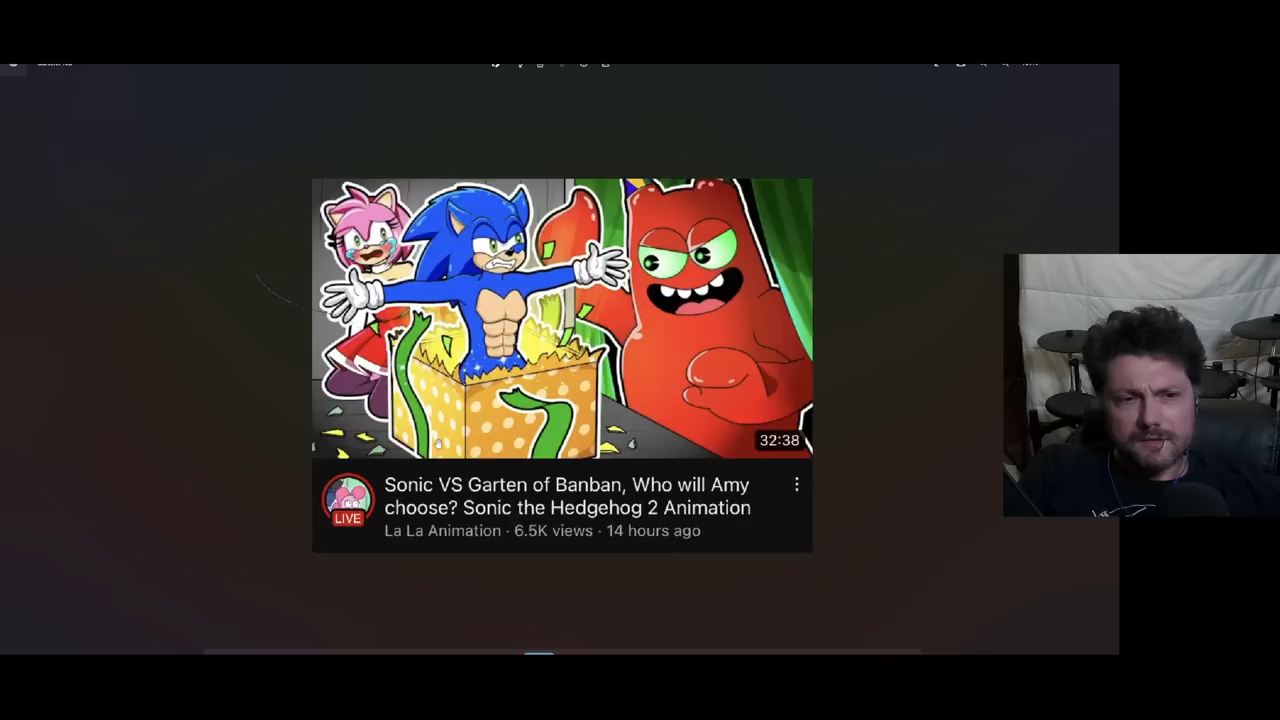 32:38
Sonic VS Garten of Banban, Who will Amy
choose? Sonic the Hedgehog 2 Animation
LIVE
La La Animation · 6.5K views · 14 hours ago